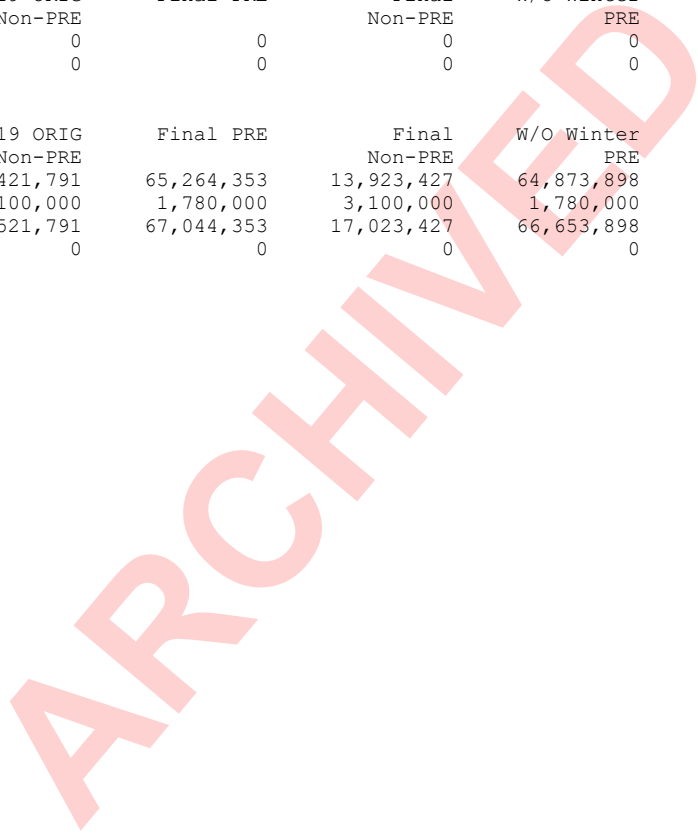 Non-PRE Non-PRE PRE
0 0 0 0
0 0 0 0
19 ORIG Final PRE Final W/O Winter
Non-PRE Non-PRE PRE
421,791 65,264,353 13,923,427 64,873,898
100,000 1,780,000 3,100,000 1,780,000
521,791 67,044,353 17,023,427 66,653,898
0 0 0 0
ARCHIVED